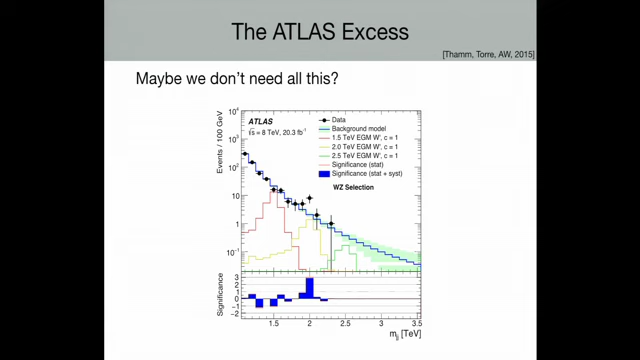 The ATLAS Excess
[Thamm, Torre, AW, 2015]
Maybe we don't need all this?
Events / 100 GeV
10⁴
10³
10²
10
1
10⁻¹
ATLAS
√s = 8 TeV, 20.3 fb⁻¹
Data
Background model
1.5 TeV EGM W', c = 1
2.0 TeV EGM W', c = 1
2.5 TeV EGM W', c = 1
Significance (stat)
Significance (stat + syst)
WZ Selection
Significance
3
2
1
0
−1
−2
1.5 2 2.5 3 3.5
mjj [TeV]